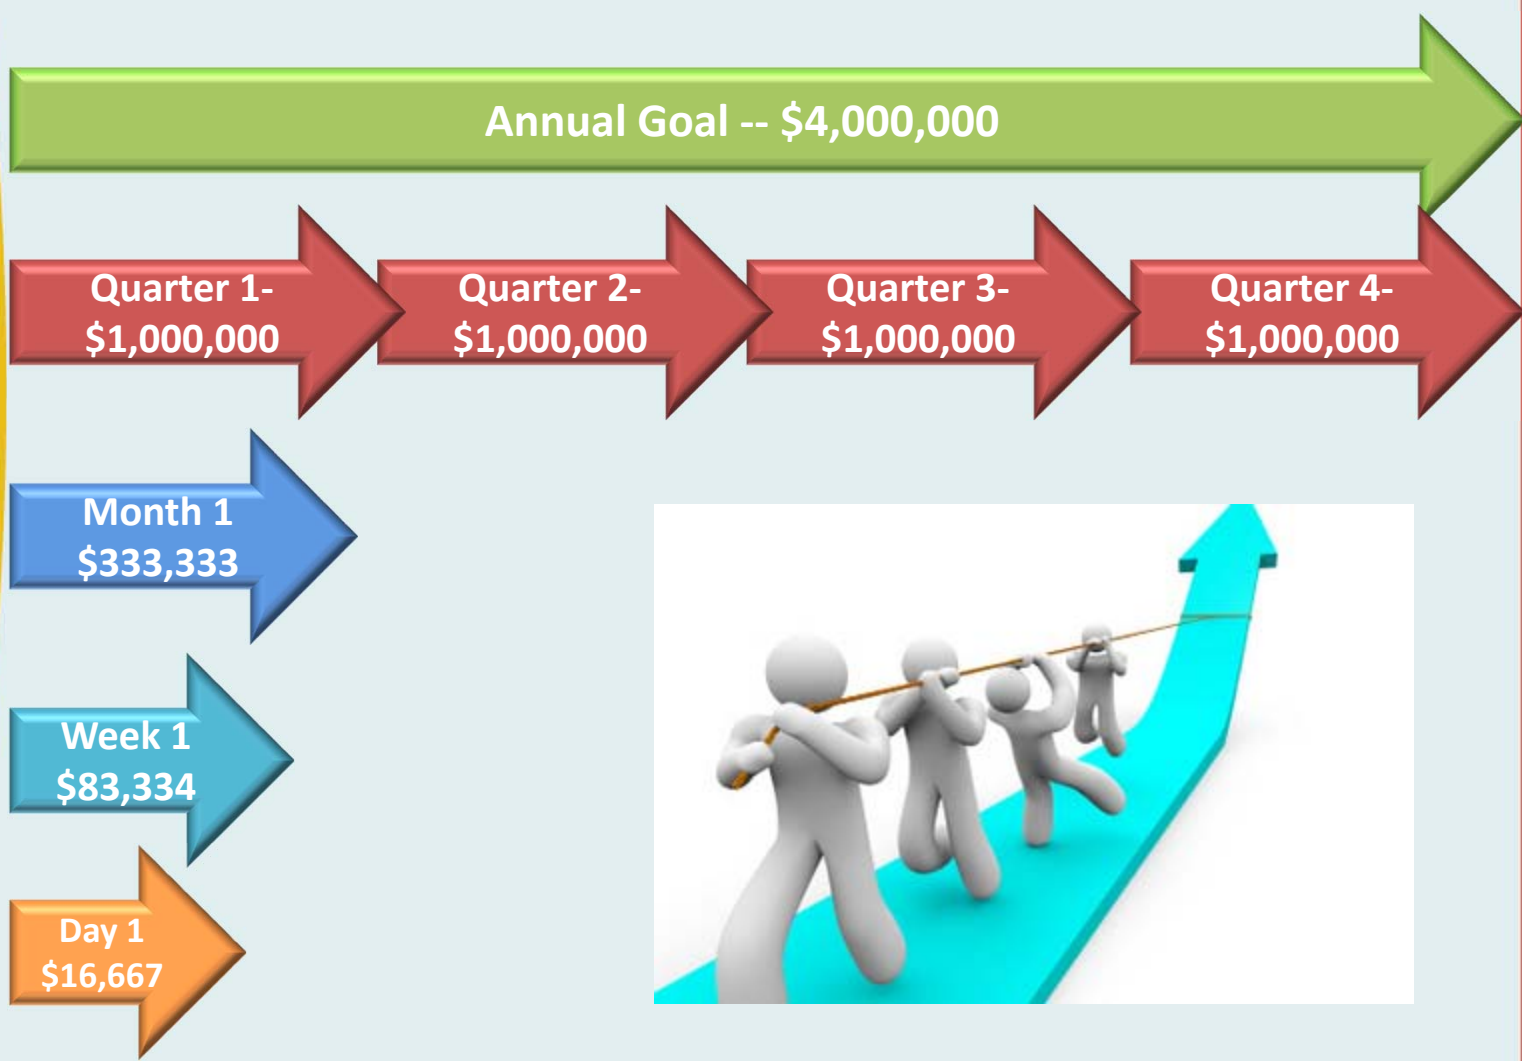 Annual Goal -- $4,000,000
Quarter 1-
$1,000,000
Quarter 2-
$1,000,000
Quarter 3-
$1,000,000
Quarter 4-
$1,000,000
Month 1
$333,333
Week 1
$83,334
Day 1
$16,667